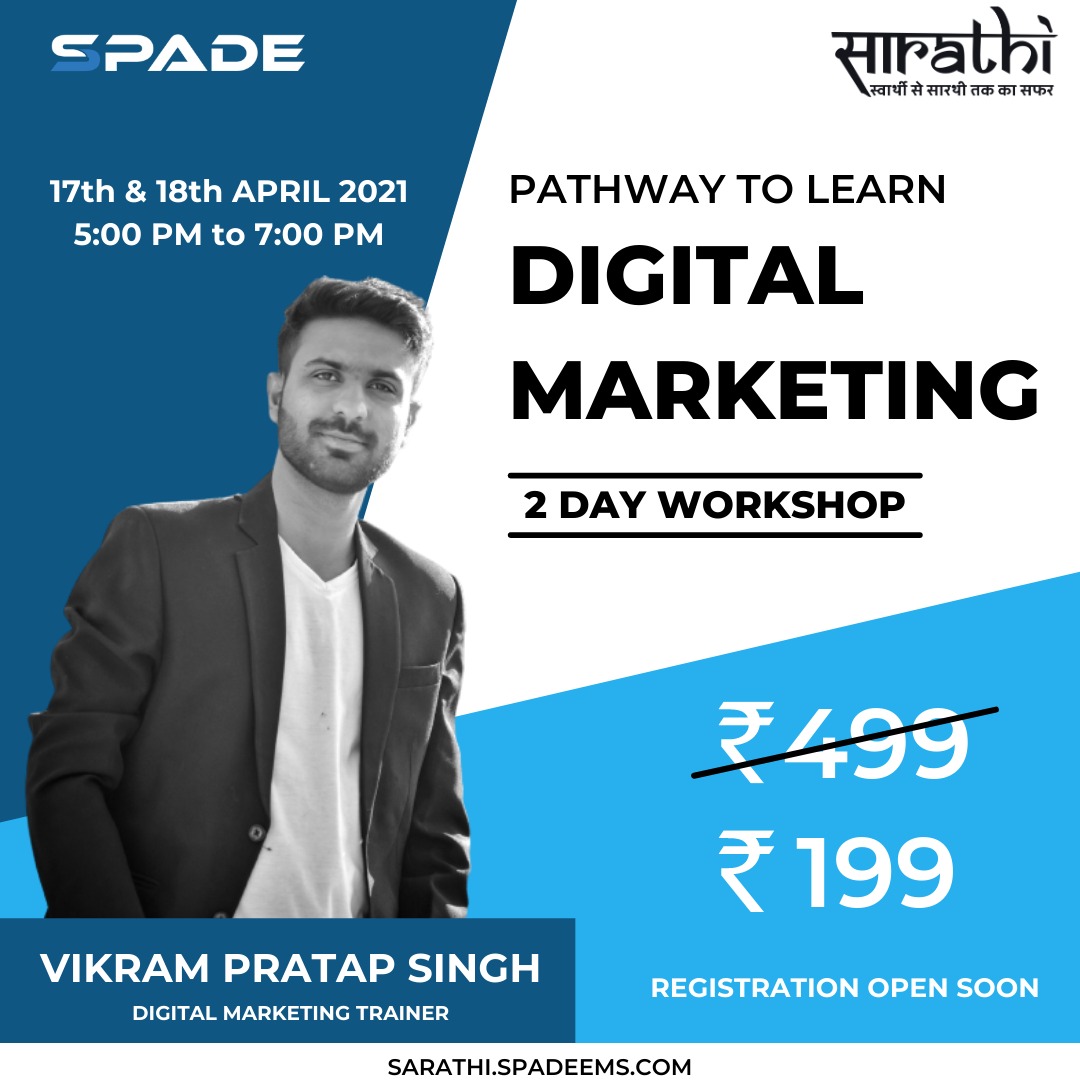 SPADE
साrathi
स्वार्थी से सारथी तक का सफर
17th & 18th APRIL 2021
5:00 PM to 7:00 PM
PATHWAY TO LEARN
DIGITAL
MARKETING
2 DAY WORKSHOP
₹499
₹ 199
VIKRAM PRATAP SINGH
DIGITAL MARKETING TRAINER
REGISTRATION OPEN SOON
SARATHI.SPADEEMS.COM